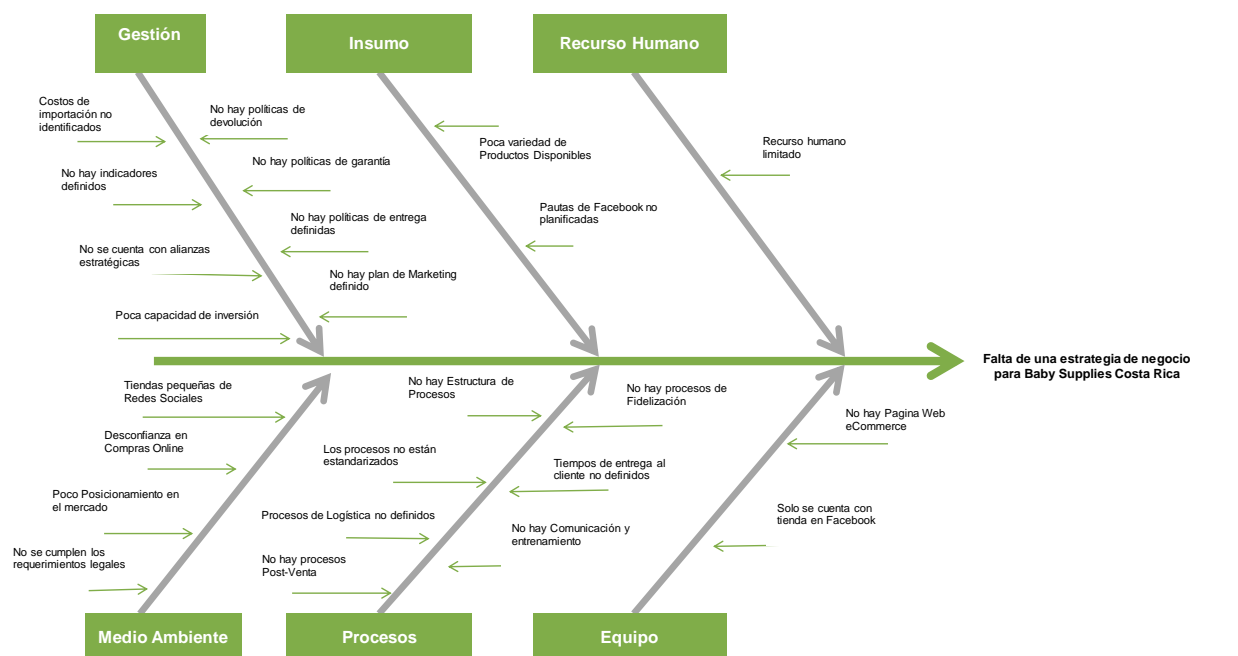 Gestión
Insumo
Recurso Humano
Costos de
importación no
identificados
No hay políticas de
devolución
No hay indicadores
definidos
No hay políticas de garantía
No se cuenta con alianzas
estratégicas
No hay políticas de entrega
definidas
Poca capacidad de inversión
No hay plan de Marketing
definido
Poca variedad de
Productos Disponibles
Pautas de Facebook no
planificadas
Recurso humano
limitado
Falta de una estrategia de negocio
para Baby Supplies Costa Rica
Tiendas pequeñas de
Redes Sociales
Desconfianza en
Compras Online
Poco Posicionamiento en
el mercado
No se cumplen los
requerimientos legales
No hay Estructura de
Procesos
No hay procesos de
Fidelización
Los procesos no están
estandarizados
Tiempos de entrega al
cliente no definidos
Procesos de Logística no definidos
No hay Comunicación y
entrenamiento
No hay procesos
Post-Venta
No hay Pagina Web
eCommerce
Solo se cuenta con
tienda en Facebook
Medio Ambiente
Procesos
Equipo